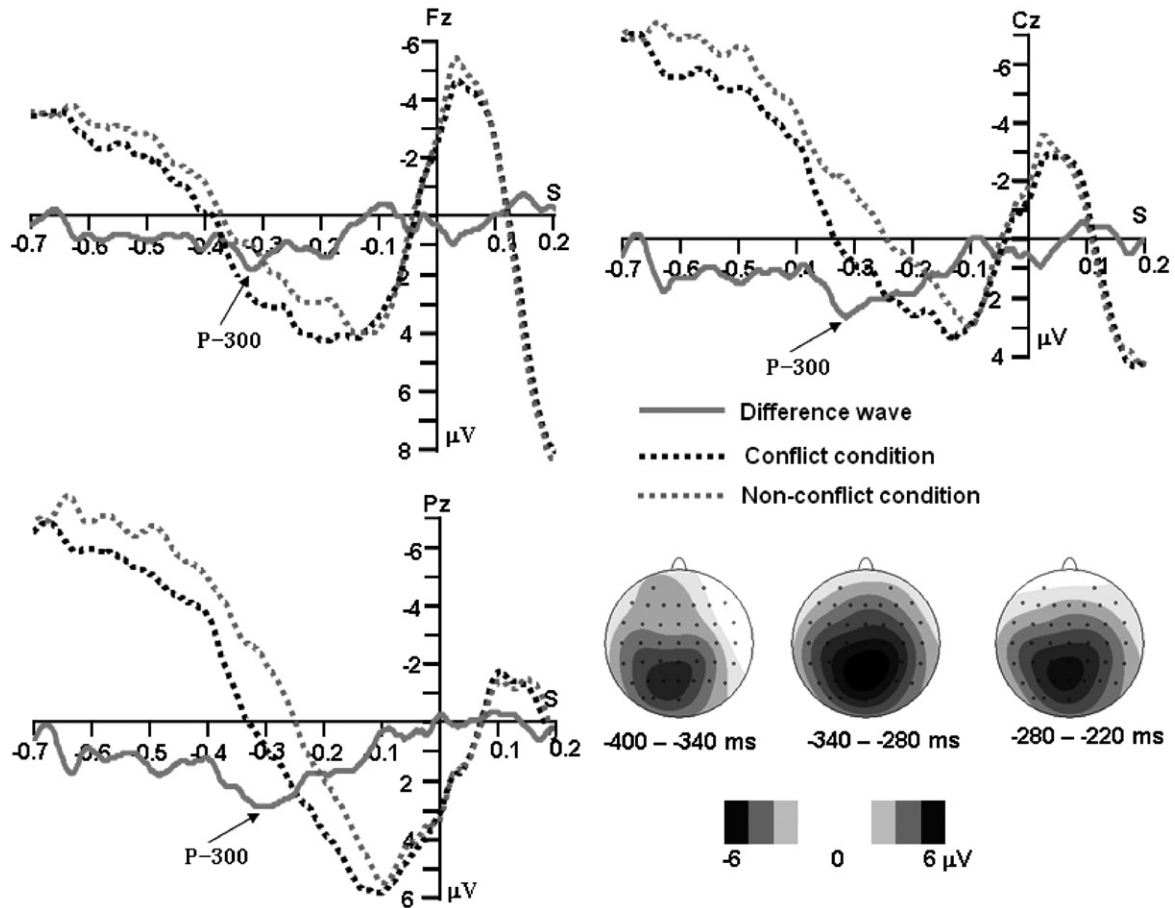 Fz
-6
-4
-2
S
-0.7 0.6 0.5 -0.4 0.3 0.2 0.1 0.1 0.2
2
P-300
4
6
8 μV
Cz
-6
-4
-2
S
-0.7 -0.6 -0.5 -0.4 -0.3 -0.2 -0.1 0.1 0.2
2
P-300
4 μV
Difference wave
Conflict condition
Non-conflict condition
Pz
-6
-4
-2
S
-0.7 -0.6 -0.5 -0.4 -0.3 -0.2 -0.1 0.1 0.2
2
P-300
4
6 μV
-400 – -340 ms -340 – -280 ms -280 – -220 ms
-6 0 6 μV